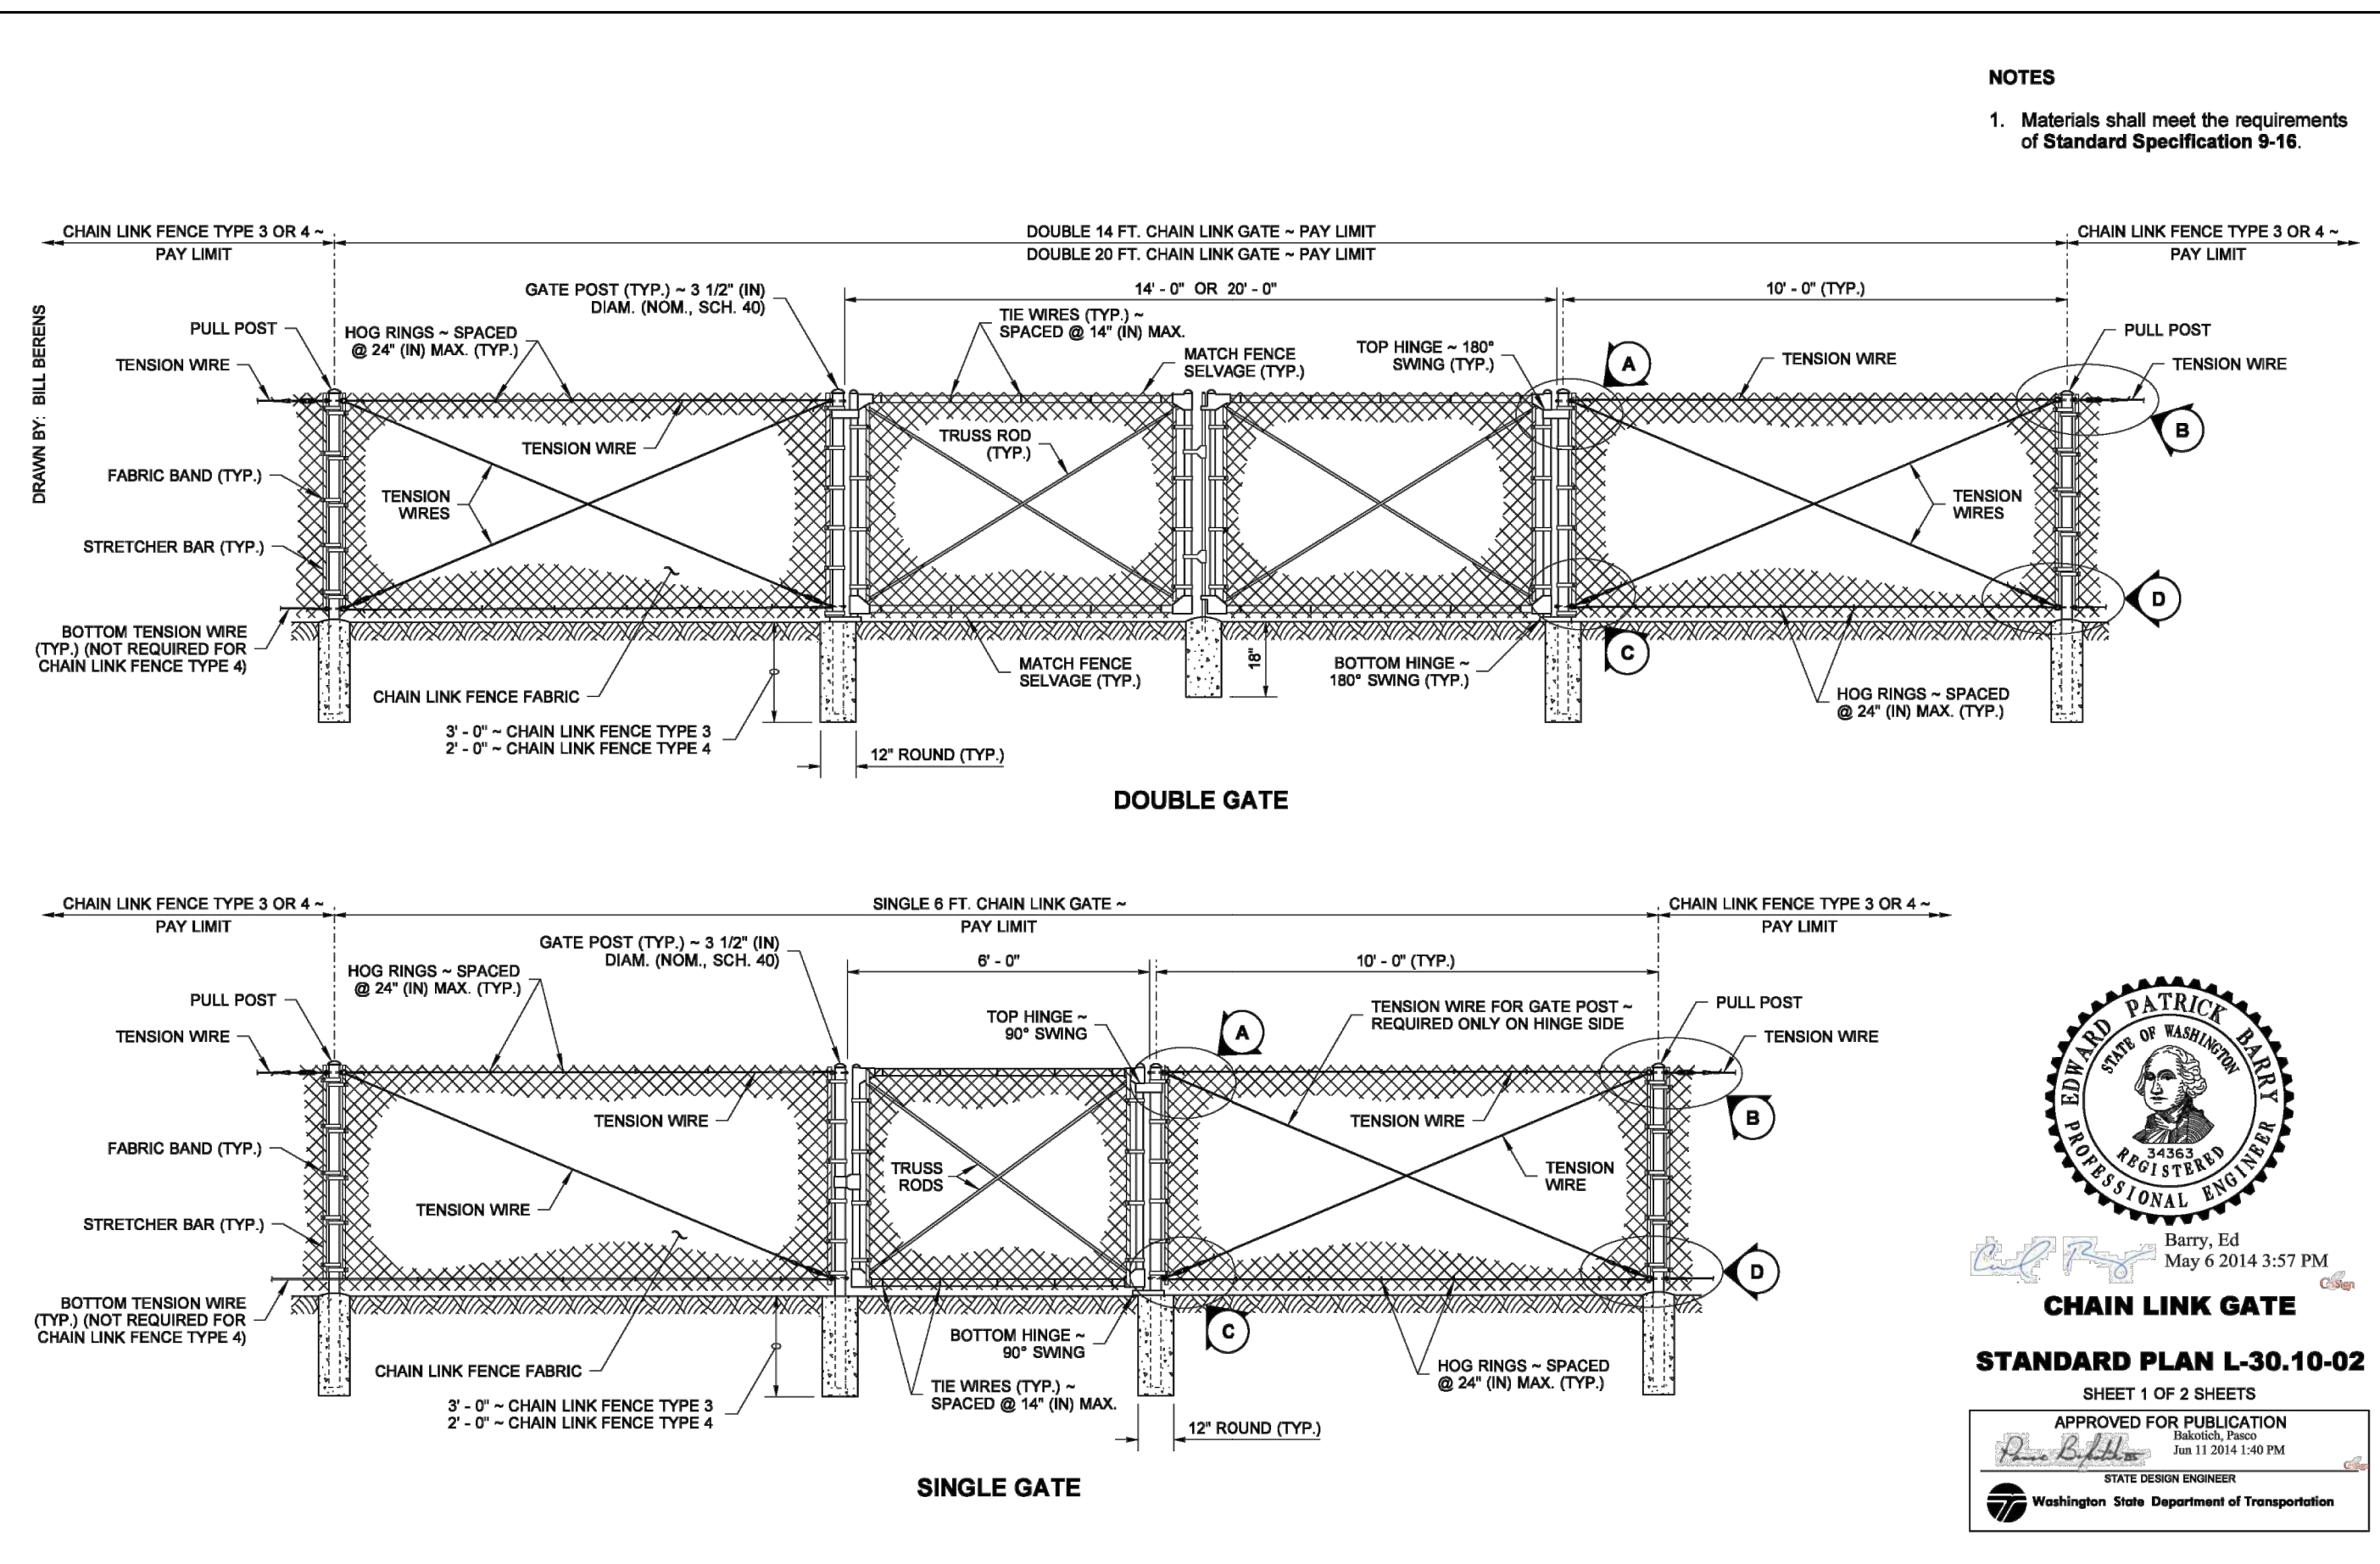 NOTES
1. Materials shall meet the requirements
of Standard Specification 9-16.
DRAWN BY: BILL BERENS
CHAIN LINK FENCE TYPE 3 OR 4 ~
PAY LIMIT
DOUBLE 14 FT. CHAIN LINK GATE ~ PAY LIMIT
DOUBLE 20 FT. CHAIN LINK GATE ~ PAY LIMIT
CHAIN LINK FENCE TYPE 3 OR 4 ~
PAY LIMIT
GATE POST (TYP.) ~ 3 1/2" (IN)
DIAM. (NOM., SCH. 40)
14' - 0" OR 20' - 0"
10' - 0" (TYP.)
PULL POST
HOG RINGS ~ SPACED
@ 24" (IN) MAX. (TYP.)
TIE WIRES (TYP.) ~
SPACED @ 14" (IN) MAX.
MATCH FENCE
SELVAGE (TYP.)
TOP HINGE ~ 180°
SWING (TYP.)
A
TENSION WIRE
PULL POST
TENSION WIRE
TENSION WIRE
B
TENSION WIRE
TRUSS ROD
(TYP.)
FABRIC BAND (TYP.)
TENSION
WIRES
TENSION
WIRES
STRETCHER BAR (TYP.)
D
BOTTOM TENSION WIRE
(TYP.) (NOT REQUIRED FOR
CHAIN LINK FENCE TYPE 4)
CHAIN LINK FENCE FABRIC
MATCH FENCE
SELVAGE (TYP.)
18"
BOTTOM HINGE ~
180° SWING (TYP.)
C
HOG RINGS ~ SPACED
@ 24" (IN) MAX. (TYP.)
3' - 0" ~ CHAIN LINK FENCE TYPE 3
2' - 0" ~ CHAIN LINK FENCE TYPE 4
12" ROUND (TYP.)
DOUBLE GATE
CHAIN LINK FENCE TYPE 3 OR 4 ~
PAY LIMIT
SINGLE 6 FT. CHAIN LINK GATE ~
PAY LIMIT
CHAIN LINK FENCE TYPE 3 OR 4 ~
PAY LIMIT
GATE POST (TYP.) ~ 3 1/2" (IN)
DIAM. (NOM., SCH. 40)
6' - 0"
10' - 0" (TYP.)
HOG RINGS ~ SPACED
@ 24" (IN) MAX. (TYP.)
PULL POST
TENSION WIRE
TOP HINGE ~
90° SWING
A
TENSION WIRE FOR GATE POST ~
REQUIRED ONLY ON HINGE SIDE
PULL POST
TENSION WIRE
TENSION WIRE
TENSION WIRE
B
FABRIC BAND (TYP.)
TRUSS
RODS
TENSION
WIRE
TENSION WIRE
STRETCHER BAR (TYP.)
D
BOTTOM TENSION WIRE
(TYP.) (NOT REQUIRED FOR
CHAIN LINK FENCE TYPE 4)
BOTTOM HINGE ~
90° SWING
C
CHAIN LINK FENCE FABRIC
TIE WIRES (TYP.) ~
SPACED @ 14" (IN) MAX.
HOG RINGS ~ SPACED
@ 24" (IN) MAX. (TYP.)
3' - 0" ~ CHAIN LINK FENCE TYPE 3
2' - 0" ~ CHAIN LINK FENCE TYPE 4
12" ROUND (TYP.)
SINGLE GATE
EDWARD PATRICK BARRY
STATE OF WASHINGTON
34363
REGISTERED
PROFESSIONAL ENGINEER
Barry, Ed
May 6 2014 3:57 PM
CHAIN LINK GATE
STANDARD PLAN L-30.10-02
SHEET 1 OF 2 SHEETS
APPROVED FOR PUBLICATION
Bakotich, Pasco
Jun 11 2014 1:40 PM
STATE DESIGN ENGINEER
Washington State Department of Transportation